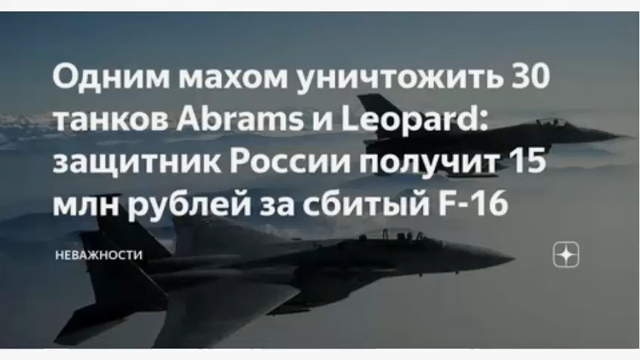 Одним махом уничтожить 30
танков Abrams и Leopard:
защитник России получит 15
млн рублей за сбитый F-16
НЕВАЖНОСТИ